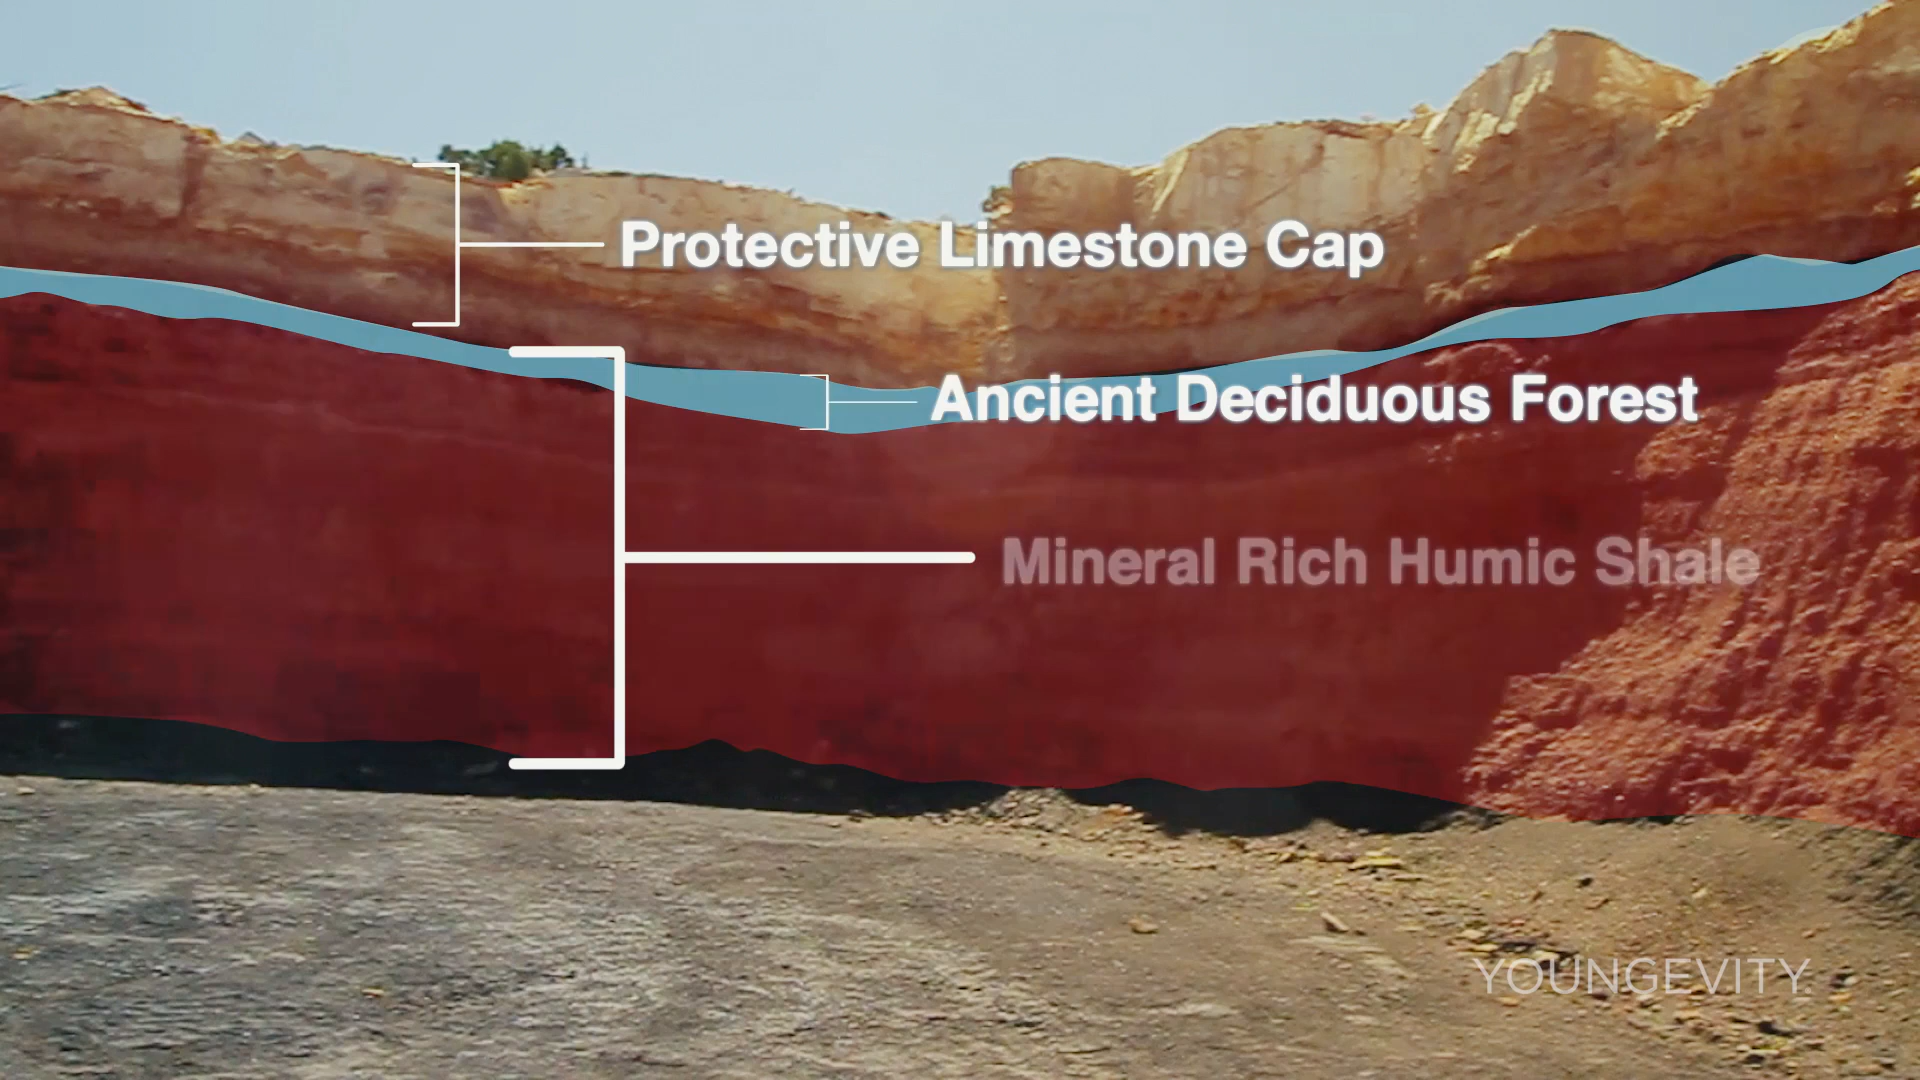 Protective Limestone Cap
Ancient Deciduous Forest
Mineral Rich Humic Shale
YOUNGEVITY